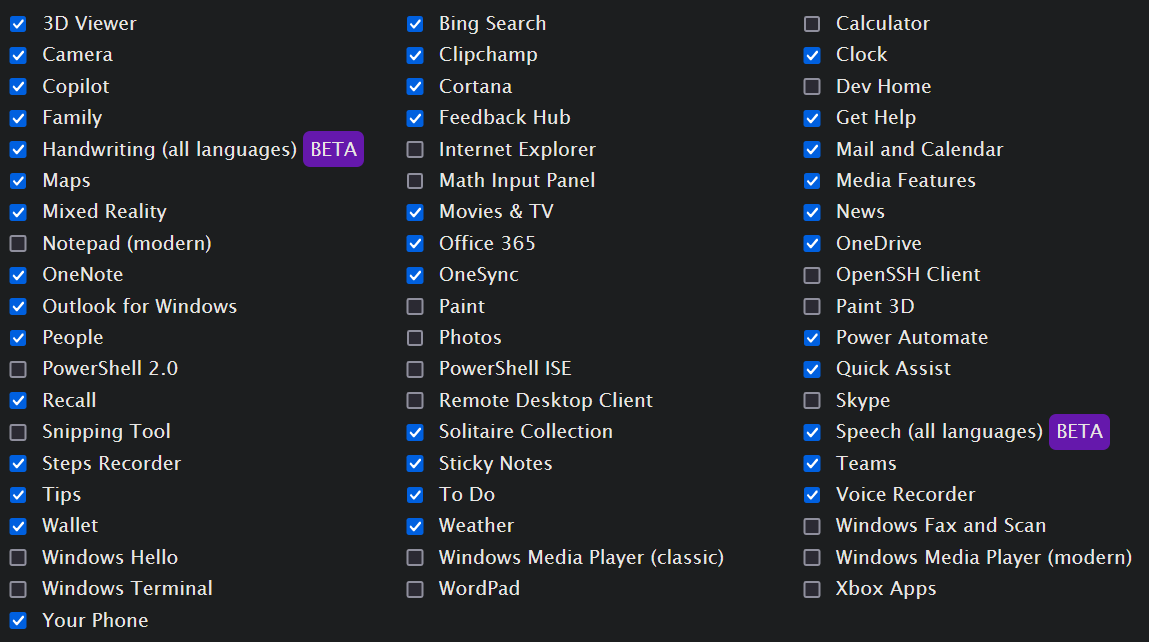 3D Viewer Bing Search Calculator
Camera Clipchamp Clock
Copilot Cortana Dev Home
Family Feedback Hub Get Help
Handwriting (all languages) BETA Internet Explorer Mail and Calendar
Maps Math Input Panel Media Features
Mixed Reality Movies & TV News
Notepad (modern) Office 365 OneDrive
OneNote OneSync OpenSSH Client
Outlook for Windows Paint Paint 3D
People Photos Power Automate
PowerShell 2.0 PowerShell ISE Quick Assist
Recall Remote Desktop Client Skype
Snipping Tool Solitaire Collection Speech (all languages) BETA
Steps Recorder Sticky Notes Teams
Tips To Do Voice Recorder
Wallet Weather Windows Fax and Scan
Windows Hello Windows Media Player (classic) Windows Media Player (modern)
Windows Terminal WordPad Xbox Apps
Your Phone